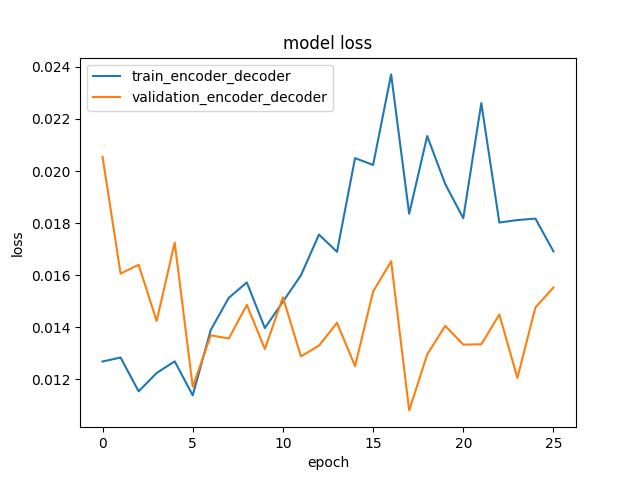 model loss
train_encoder_decoder
validation_encoder_decoder
0.024
0.022
0.020
0.018
0.016
0.014
0.012
loss
0
5
10
15
20
25
epoch